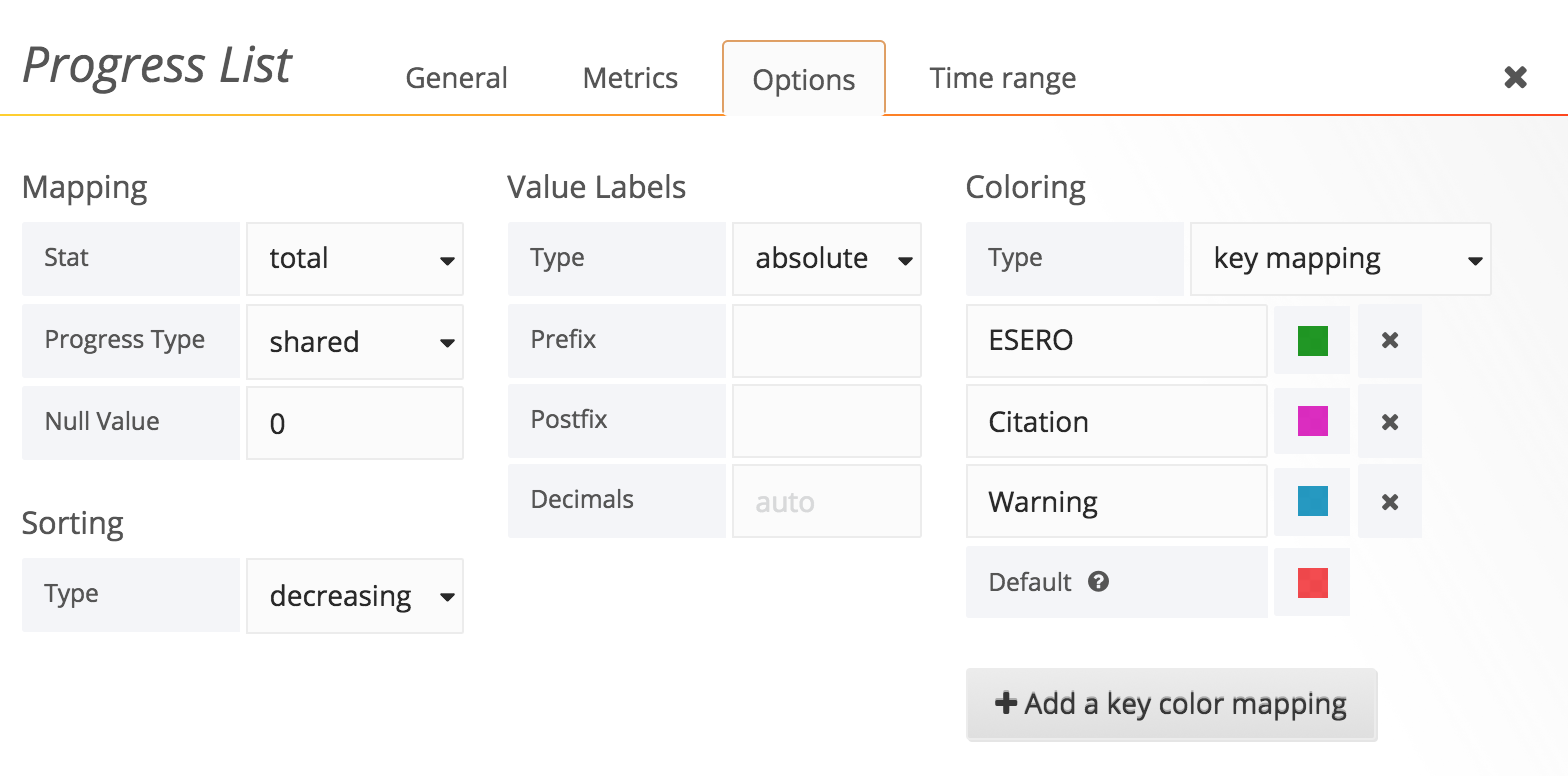 Progress List
General
Metrics
Options
Time range
Mapping
Stat
total
Progress Type
shared
Null Value
0
Sorting
Type
decreasing
Value Labels
Type
absolute
Prefix
Postfix
Decimals
auto
Coloring
Type
key mapping
ESERO
Citation
Warning
Default
Add a key color mapping